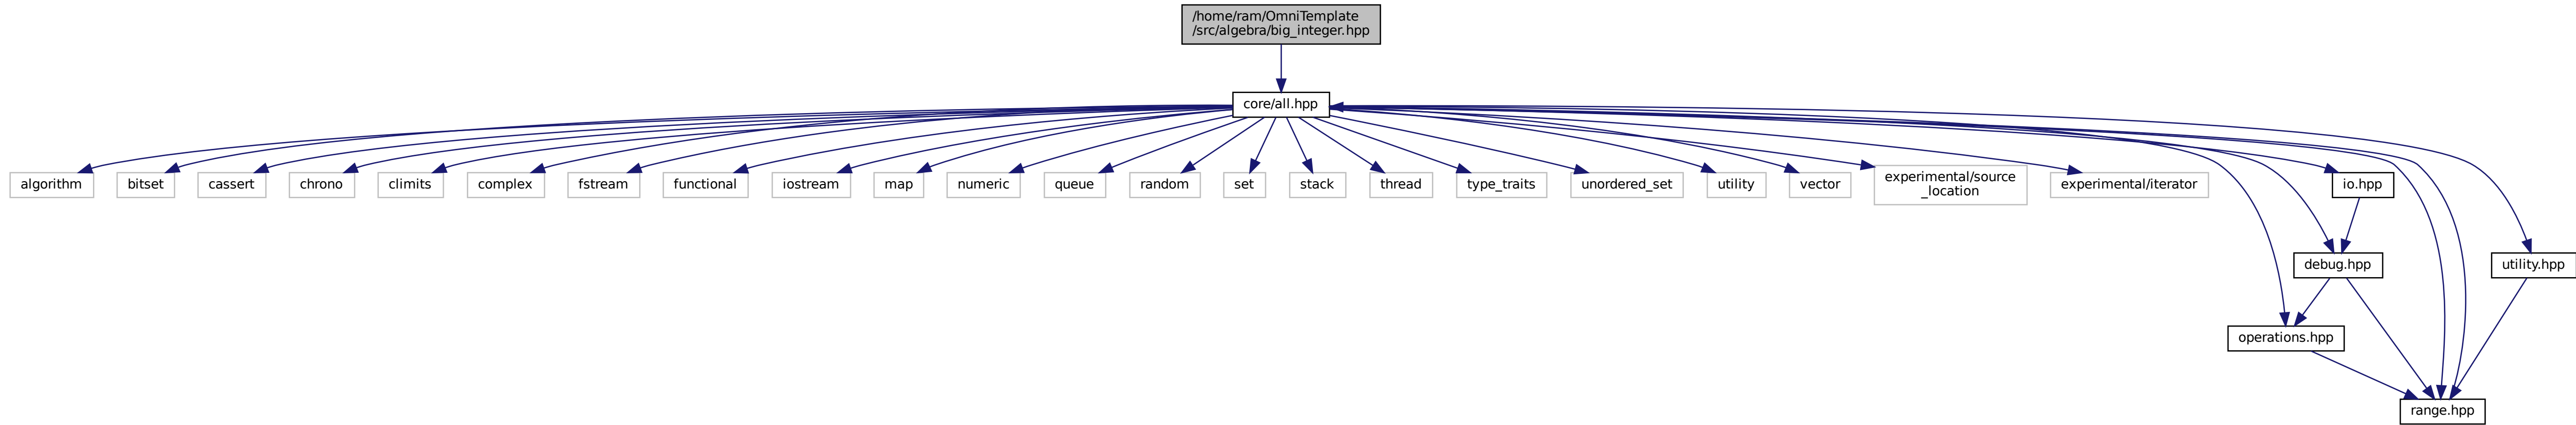 /home/ram/OmniTemplate
/src/algebra/big_integer.hpp
core/all.hpp
algorithm
bitset
cassert
chrono
climits
complex
fstream
functional
iostream
map
numeric
queue
random
set
stack
thread
type_traits
unordered_set
utility
vector
experimental/source
_location
experimental/iterator
io.hpp
debug.hpp
utility.hpp
operations.hpp
range.hpp